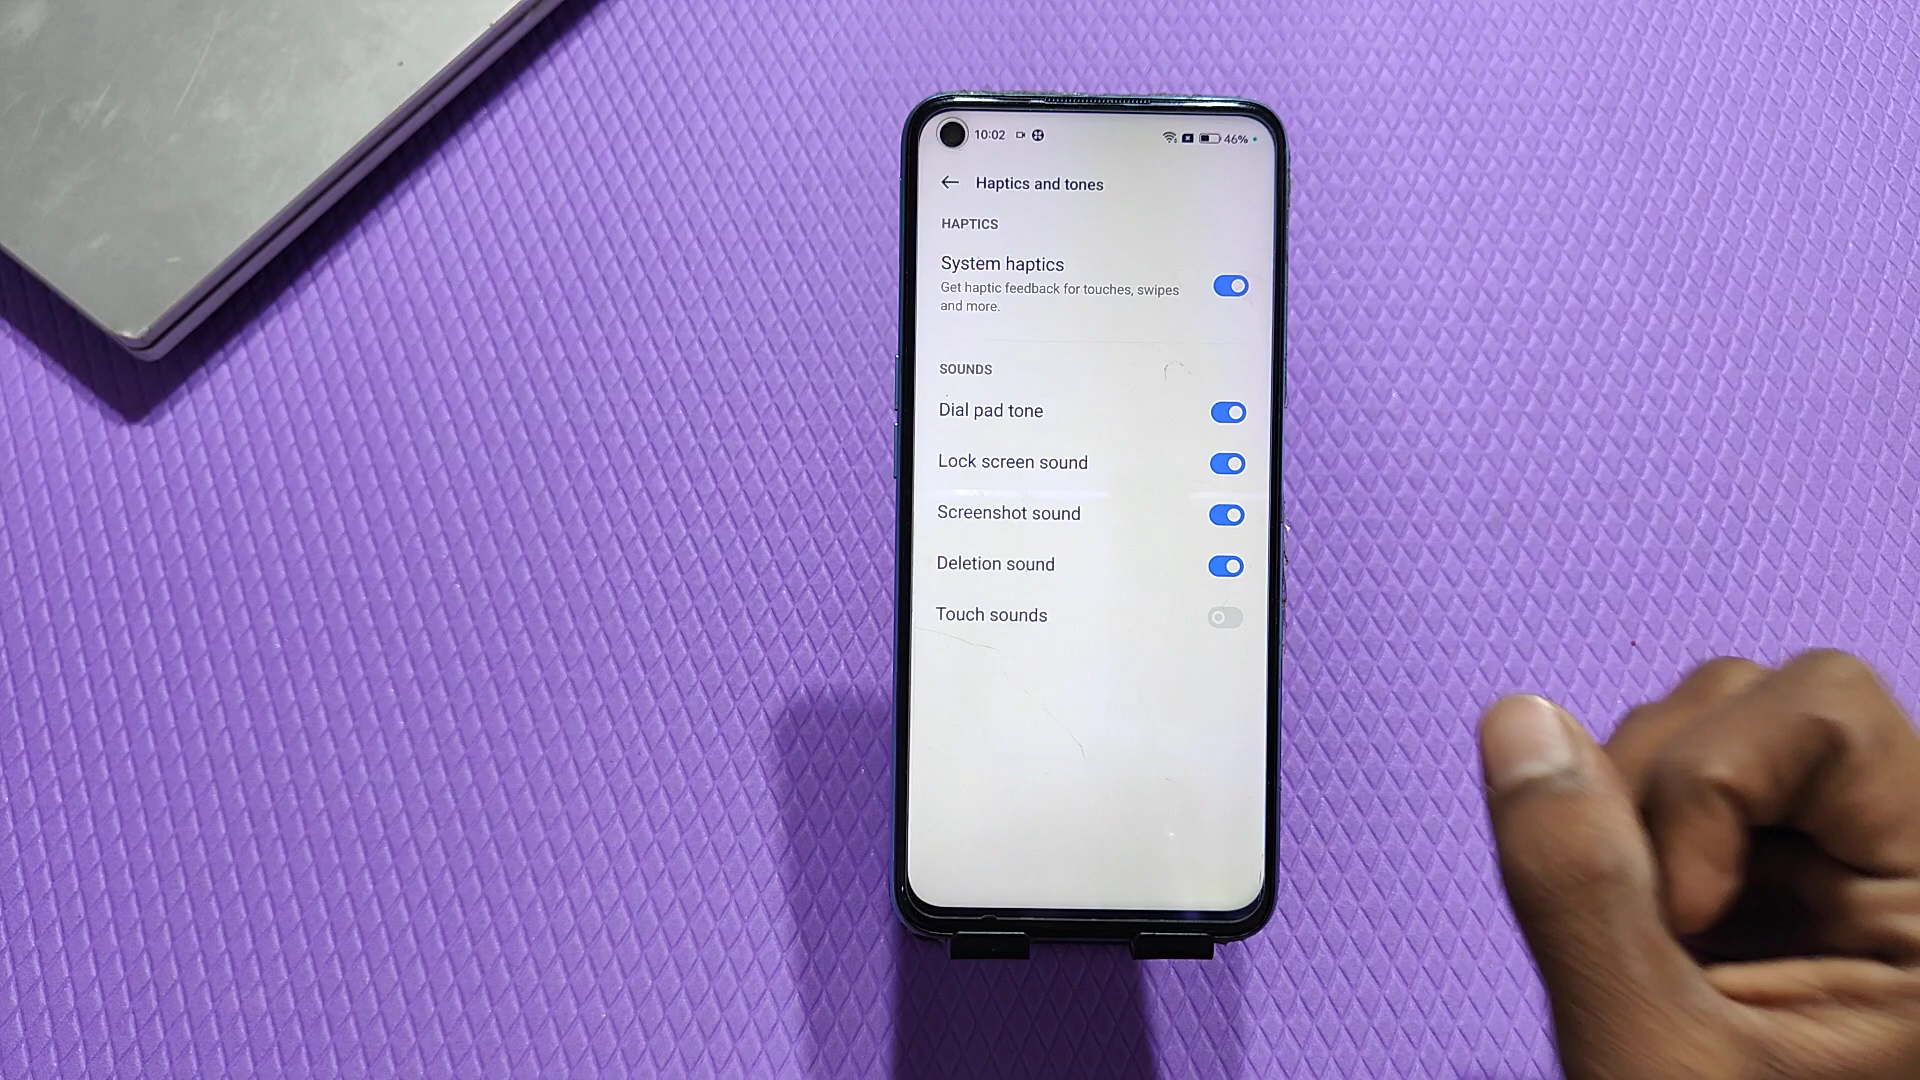 10:02 46%
Haptics and tones
HAPTICS
System haptics
Get haptic feedback for touches, swipes
and more.
SOUNDS
Dial pad tone
Lock screen sound
Screenshot sound
Deletion sound
Touch sounds